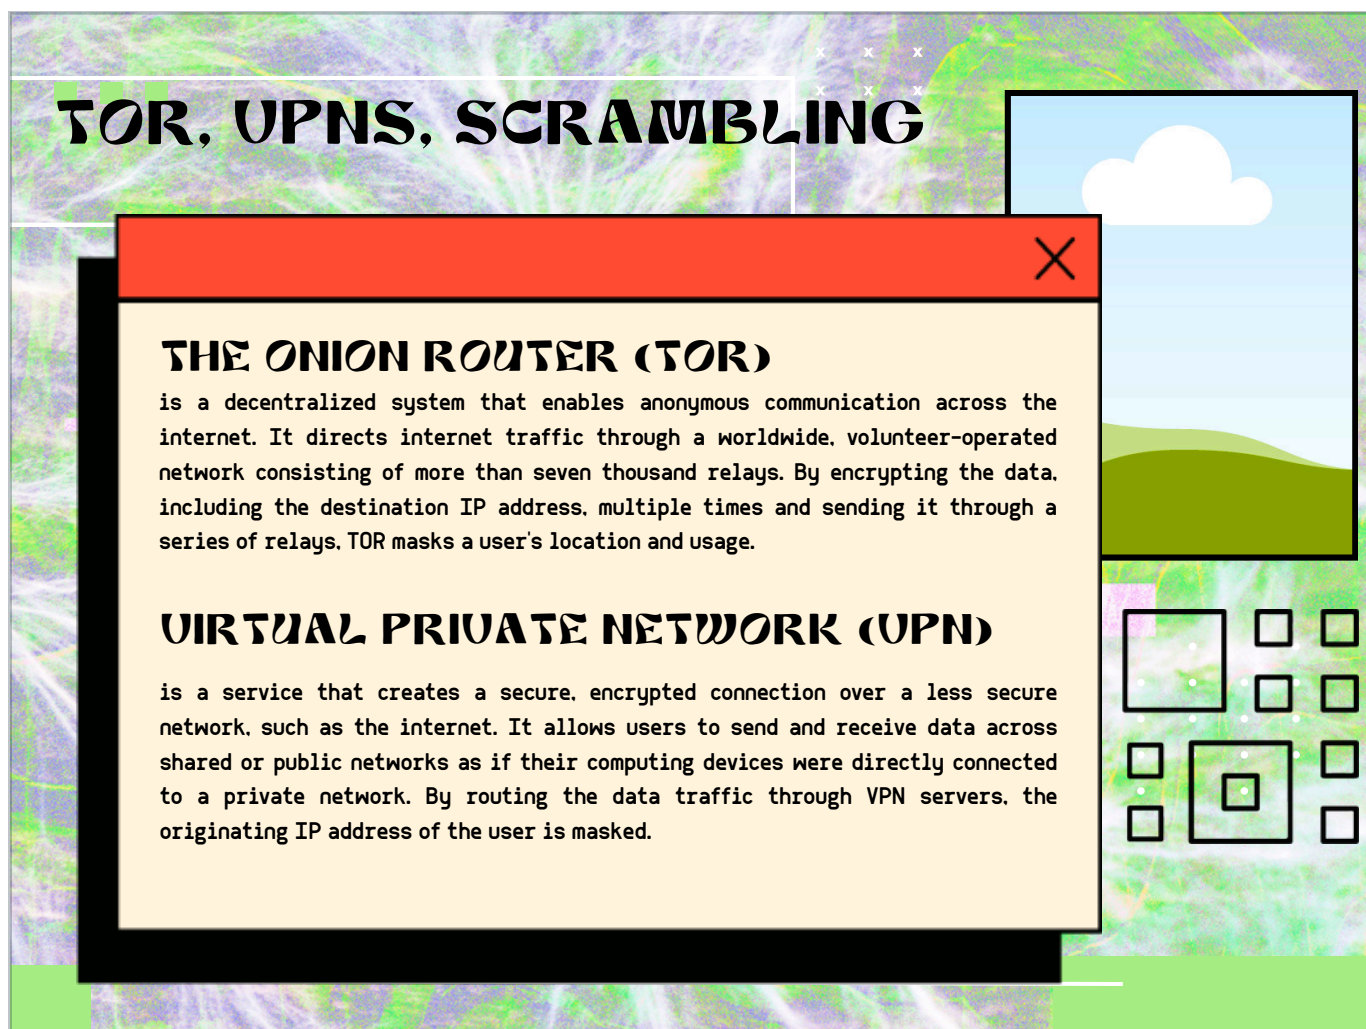 x x x
x x x
TOR, VPNS, SCRAMBLING
THE ONION ROUTER (TOR)
is a decentralized system that enables anonymous communication across the
internet. It directs internet traffic through a worldwide, volunteer-operated
network consisting of more than seven thousand relays. By encrypting the data,
including the destination IP address, multiple times and sending it through a
series of relays, TOR masks a user's location and usage.
VIRTUAL PRIVATE NETWORK (VPN)
is a service that creates a secure, encrypted connection over a less secure
network, such as the internet. It allows users to send and receive data across
shared or public networks as if their computing devices were directly connected
to a private network. By routing the data traffic through VPN servers, the
originating IP address of the user is masked.